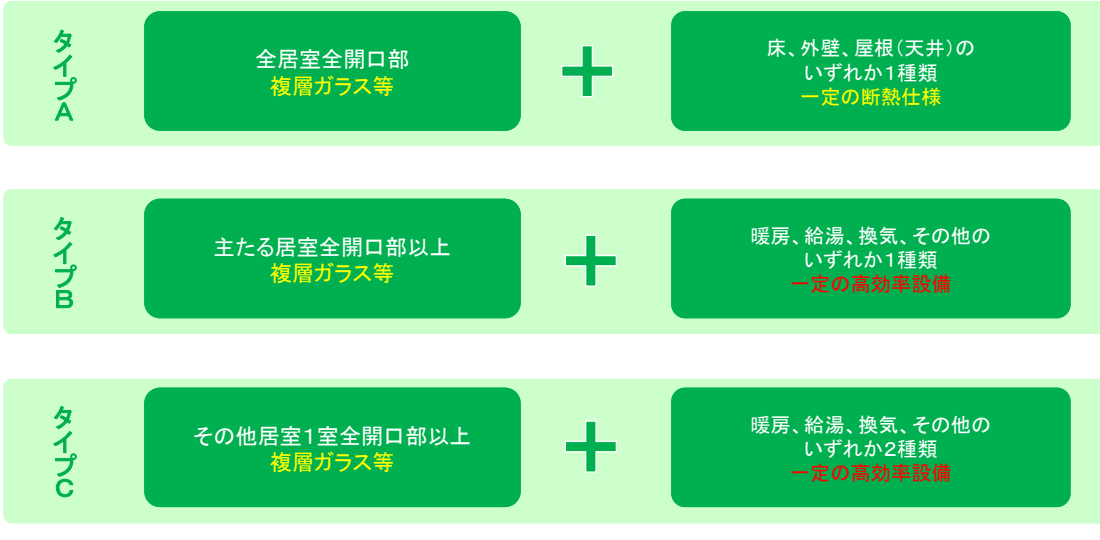 タイプA
全居室全開口部
複層ガラス等
＋
床、外壁、屋根（天井）の
いずれか１種類
一定の断熱仕様
タイプB
主たる居室全開口部以上
複層ガラス等
＋
暖房、給湯、換気、その他の
いずれか１種類
一定の高効率設備
タイプC
その他居室１室全開口部以上
複層ガラス等
＋
暖房、給湯、換気、その他の
いずれか２種類
一定の高効率設備